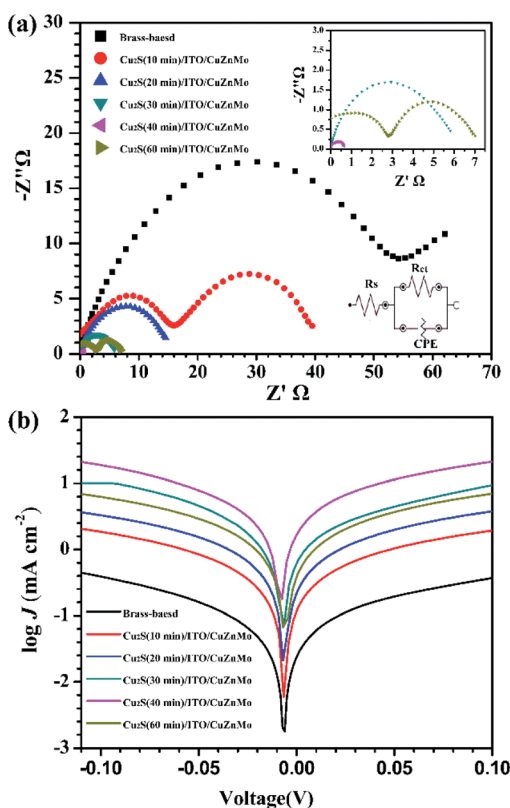 (a)
30
25
20
15
10
5
0
-Z''Ω
Brass-baesd
Cu2S(10 min)/ITO/CuZnMo
Cu2S(20 min)/ITO/CuZnMo
Cu2S(30 min)/ITO/CuZnMo
Cu2S(40 min)/ITO/CuZnMo
Cu2S(60 min)/ITO/CuZnMo
3.0
2.5
2.0
1.5
1.0
0.5
0.0
-Z''Ω
0 1 2 3 4 5 6 7
Z' Ω
Rs
Rct
CPE
0 10 20 30 40 50 60 70
Z' Ω
(b)
2
1
0
-1
-2
-3
log J (mA cm-2)
Brass-baesd
Cu2S(10 min)/ITO/CuZnMo
Cu2S(20 min)/ITO/CuZnMo
Cu2S(30 min)/ITO/CuZnMo
Cu2S(40 min)/ITO/CuZnMo
Cu2S(60 min)/ITO/CuZnMo
-0.10 -0.05 0.00 0.05 0.10
Voltage(V)